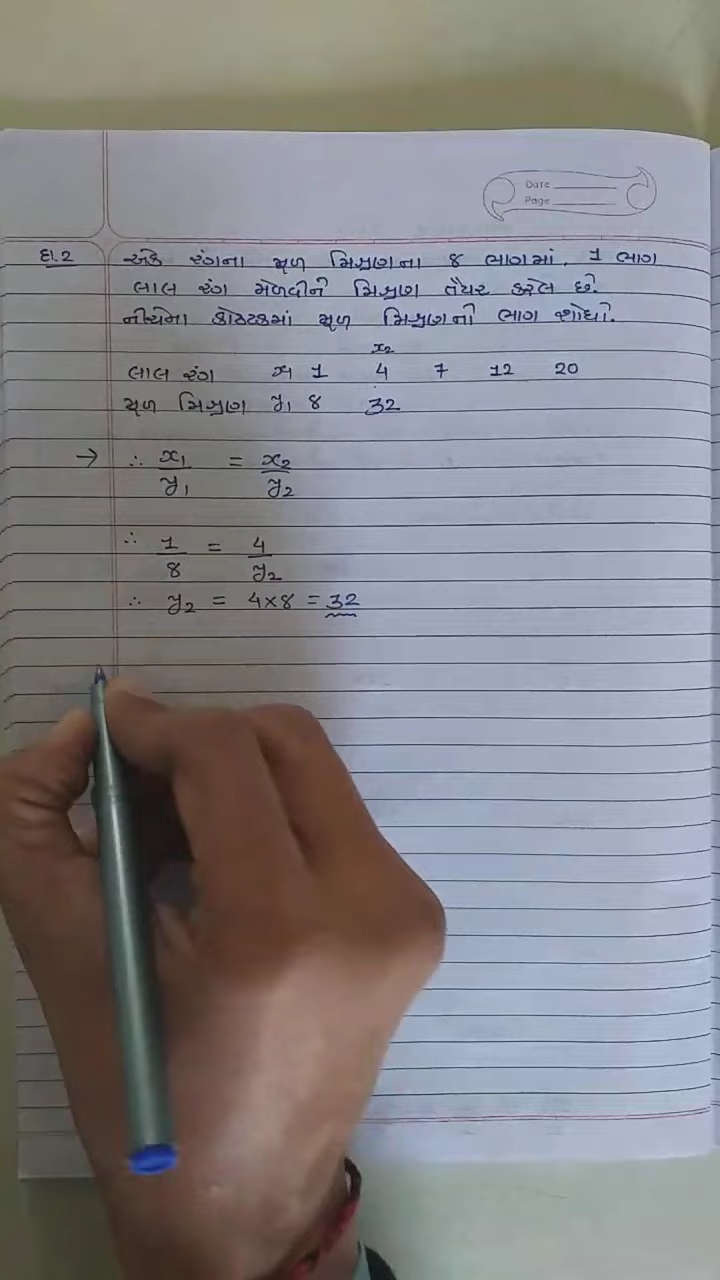 Date
Page
દા.2 એક રંગના મૂળ મિશ્રણના 8 ભાગમાં, 1 ભાગ
લાલ રંગ મેળવીને મિશ્રણ તૈયાર કરેલ છે.
નીચેના કોષ્ટકમાં મૂળ મિશ્રણનો ભાગ શોધો.
x₂
લાલ રંગ x₁ 1 4 7 12 20
મૂળ મિશ્રણ y₁ 8 32
→ ∴ x₁/y₁ = x₂/y₂
∴ 1/8 = 4/y₂
∴ y₂ = 4×8 = 32